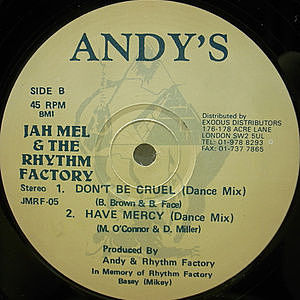 ANDY'S
SIDE B
45 RPM
BMI
Distributed by
EXODUS DISTRIBUTORS
176-178 ACRE LANE
LONDON SW2 5UL
TEL: 01-978 8293
FAX: 01-737 7865
JAH MEL
& THE
RHYTHM
FACTORY
Stereo 1. DON'T BE CRUEL (Dance Mix)
JMRF-05 (B. Brown & B. Face)
2. HAVE MERCY (Dance Mix)
(M. O'Connor & D. Miller)
Produced By
Andy & Rhythm Factory
In Memory of Rhythm Factory
Basey (Mikey)